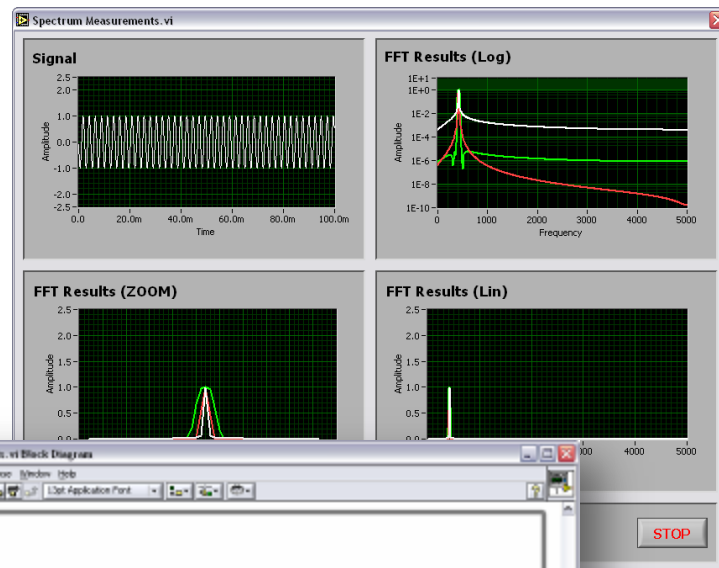 Spectrum Measurements.vi
Signal
2.5
2.0
1.0
0.0
-1.0
-2.0
-2.5
Amplitude
0.0 20.0m 40.0m 60.0m 80.0m 100.0m
Time
FFT Results (Log)
1E+1
1E+0
1E-2
1E-4
1E-6
1E-8
1E-10
Amplitude
0 1000 2000 3000 4000 5000
Frequency
FFT Results (ZOOM)
2.5
2.0
1.5
1.0
0.5
0.0
Amplitude
FFT Results (Lin)
2.5
2.0
1.5
1.0
0.5
0.0
Amplitude
3000 4000 5000
s.vi Block Diagram
Window Help
13pt Application Font
STOP